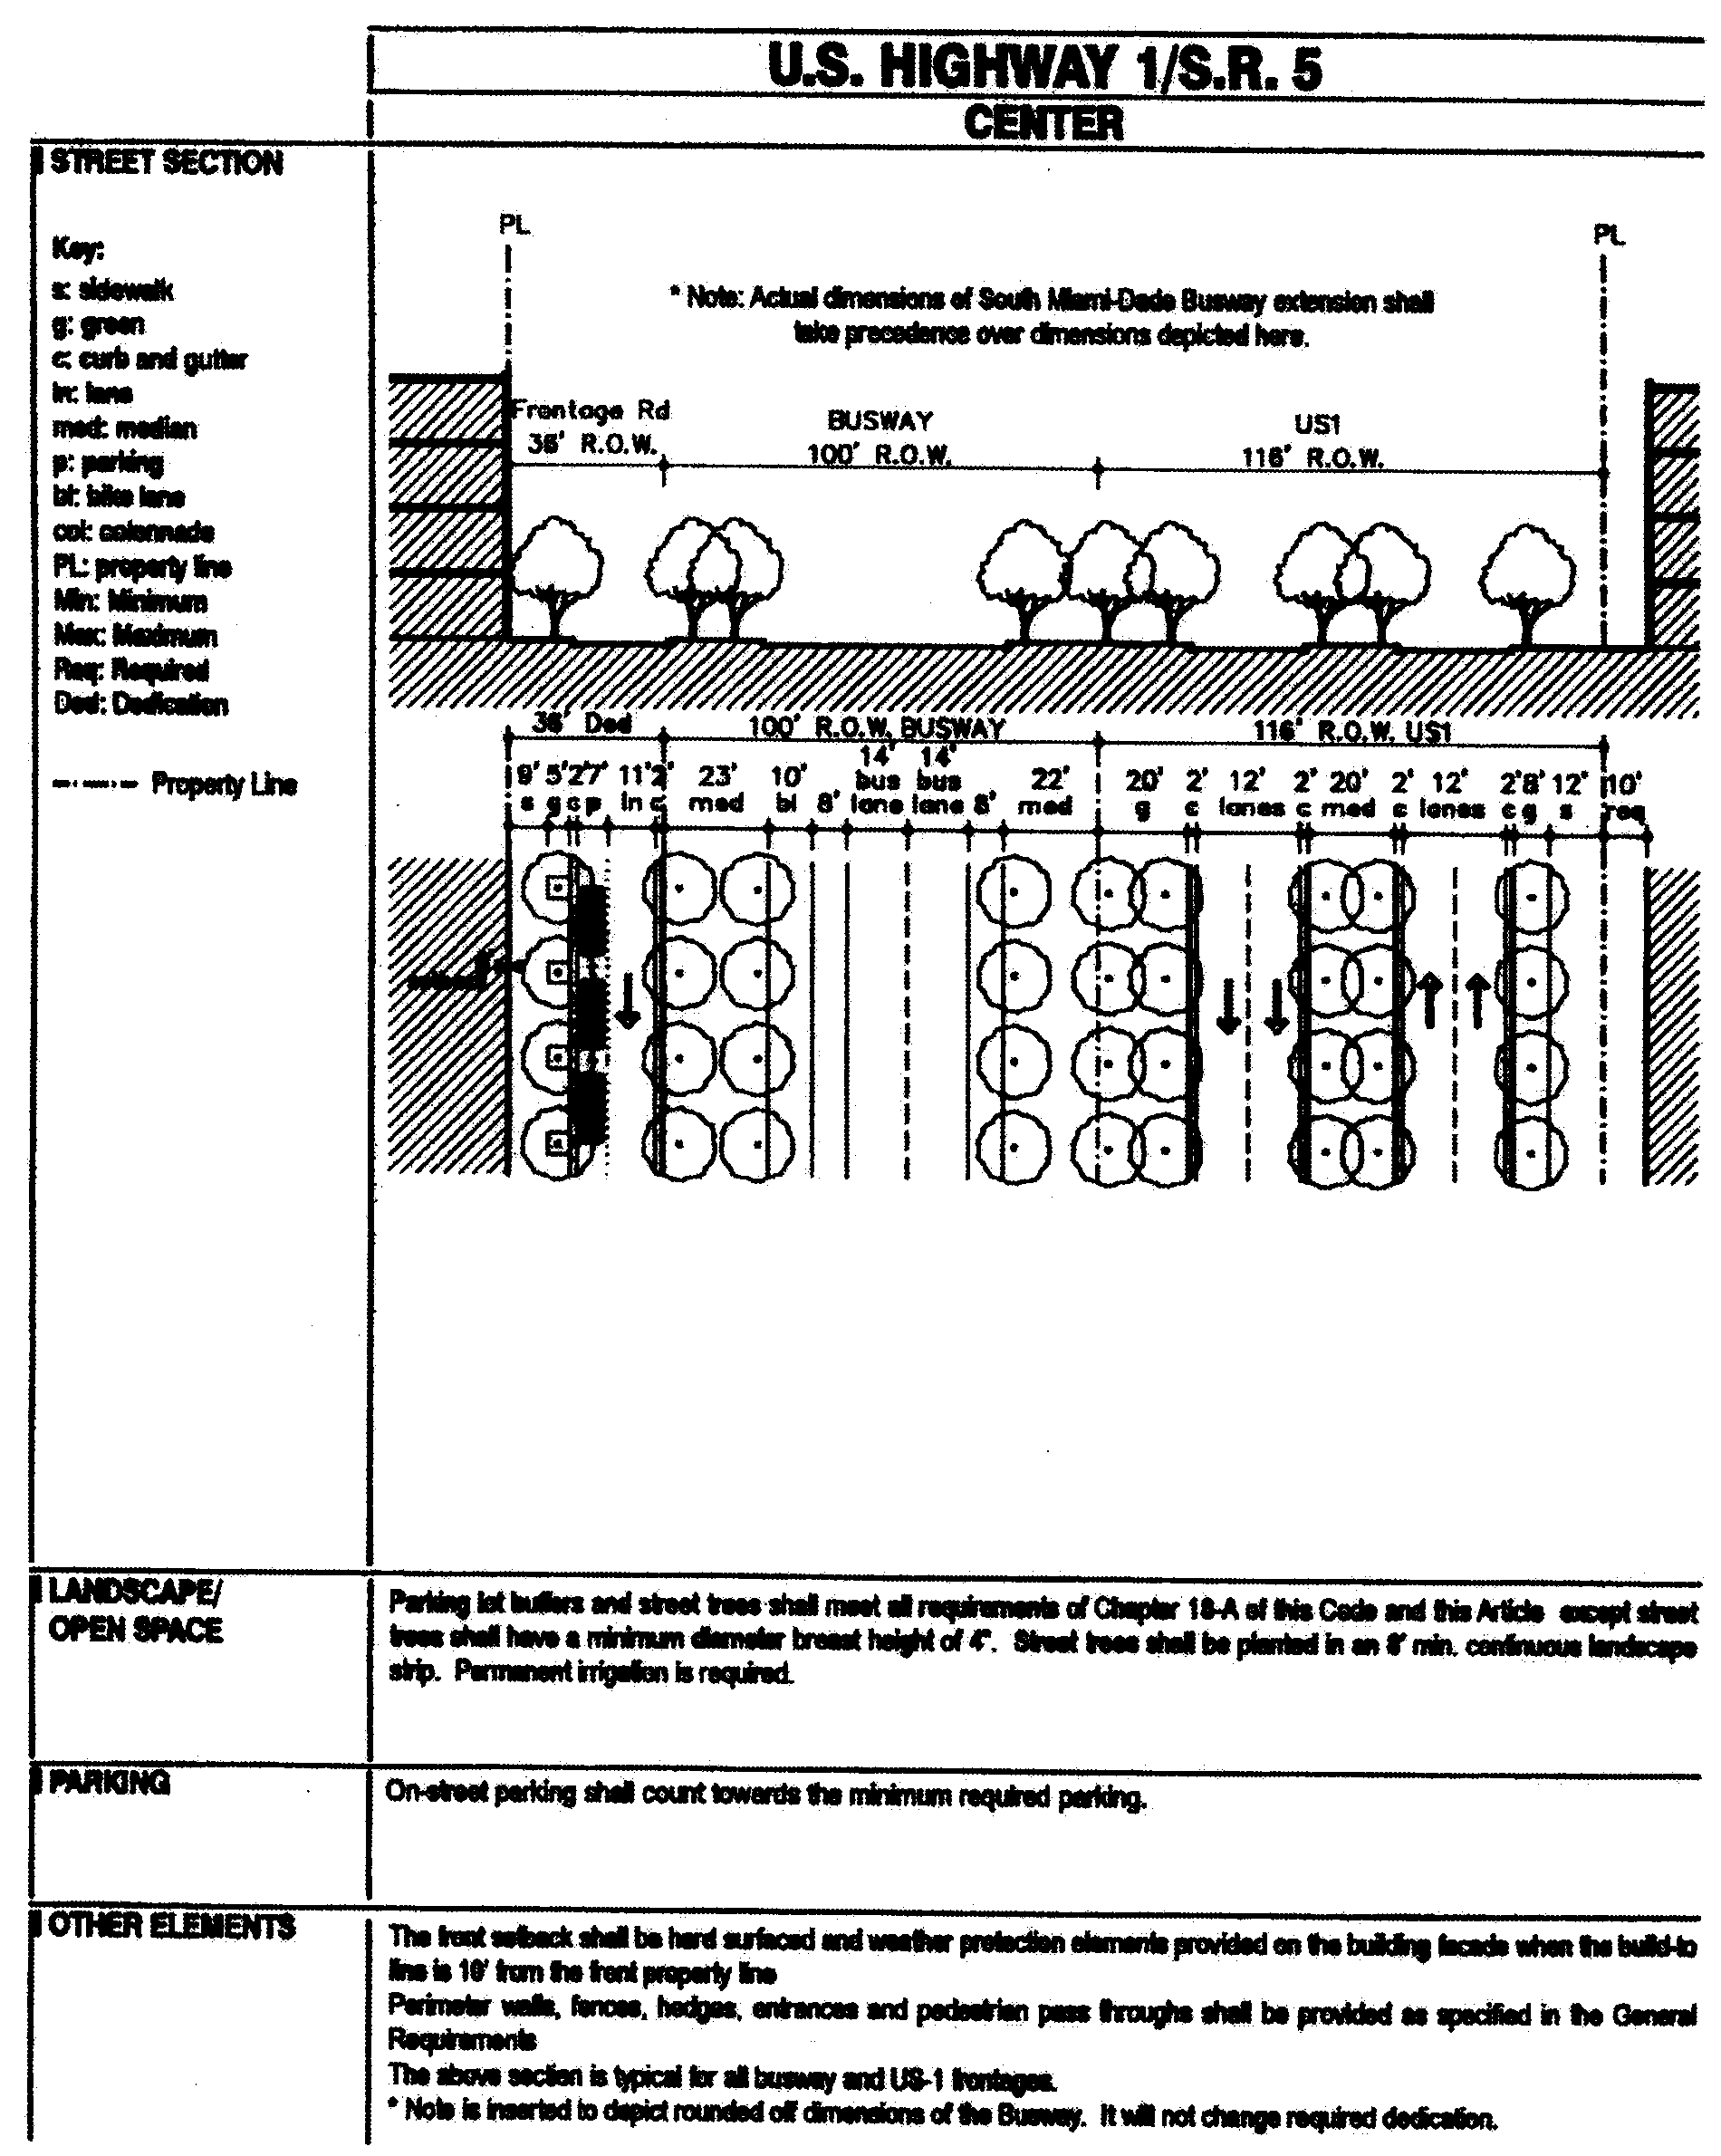 U.S. HIGHWAY 1/S.R. 5
CENTER
STREET SECTION
Key:
s: sidewalk
g: green
c: curb and gutter
ln: lane
med: median
p: parking
bl: bike lane
col: colonnade
PL: property line
Min: Minimum
Max: Maximum
Req: Required
Ded: Dedication
Property Line
PL
PL
* Note: Actual dimensions of South Miami-Dade Busway extension shall
take precedence over dimensions depicted here.
Frontage Rd
36' R.O.W.
BUSWAY
100' R.O.W.
US1
116' R.O.W.
36' Ded
100' R.O.W. BUSWAY
116' R.O.W. US1
9' 5' 2' 7' 11' 2' 23' 10' 8' 14' 14' 8' 22' 20' 2' 12' 2' 20' 2' 12' 2' 8' 12' 10'
s g c p ln c med bl bus lane bus lane med g c lanes c med c lanes c g s req
LANDSCAPE/
OPEN SPACE
Parking lot buffers and street trees shall meet all requirements of Chapter 18-A of this Code and this Article except street
trees shall have a minimum diameter breast height of 4". Street trees shall be planted in an 8' min. continuous landscape
strip. Permanent irrigation is required.
PARKING
On-street parking shall count towards the minimum required parking.
OTHER ELEMENTS
The front setback shall be hard surfaced and weather protection elements provided on the building facade when the build-to
line is 10' from the front property line
Perimeter walls, fences, hedges, entrances and pedestrian pass throughs shall be provided as specified in the General
Requirements
The above section is typical for all busway and US-1 frontages.
* Note is inserted to depict rounded off dimensions of the Busway. It will not change required dedication.